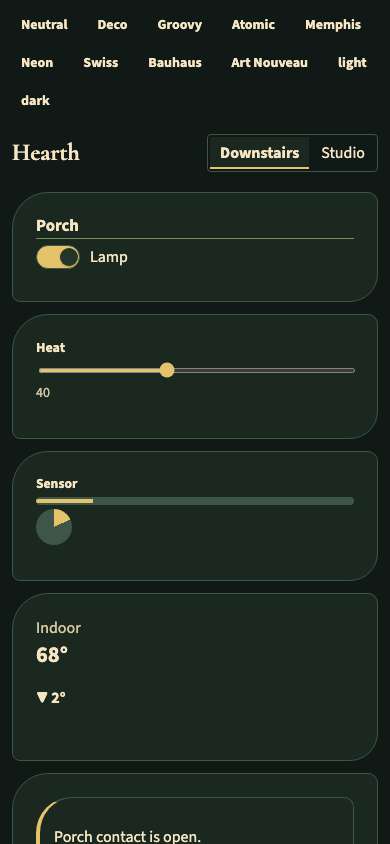 Neutral Deco Groovy Atomic Memphis
Neon Swiss Bauhaus Art Nouveau light
dark
Hearth Downstairs Studio
Porch
Lamp
Heat
40
Sensor
Indoor
68°
▼ 2°
Porch contact is open.